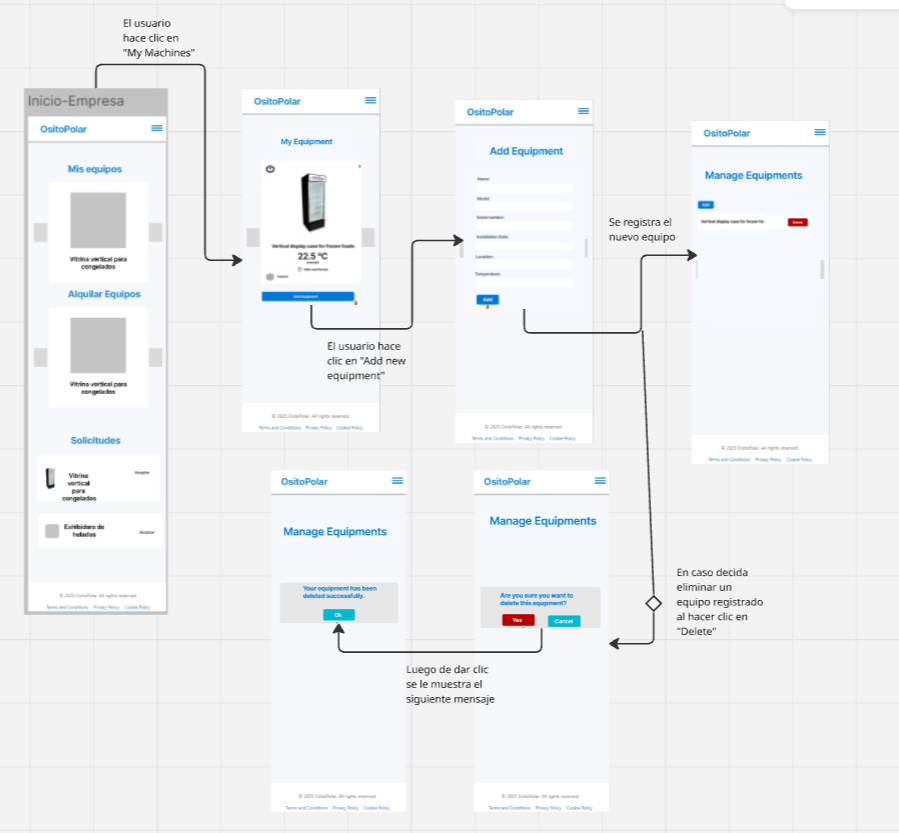 El usuario
hace clic en
"My Machines"
Inicio-Empresa
OsitoPolar
Mis equipos
Vitrina vertical para
congelados
Alquilar Equipos
Vitrina vertical para
congelados
Solicitudes
Vitrina
vertical
para
congelados
Aceptar
Exhibidora de
helados
Aceptar
© 2025 OsitoPolar. All rights reserved.
Terms and Conditions Privacy Policy Cookie Policy
OsitoPolar
My Equipment
Vertical display case for frozen foods
22.5 °C
Add Equipment
© 2025 OsitoPolar. All rights reserved.
Terms and Conditions Privacy Policy Cookie Policy
El usuario hace
clic en "Add new
equipment"
OsitoPolar
Add Equipment
Name:
Model:
Serial number:
Installation Date:
Location:
Temperature:
Add
© 2025 OsitoPolar. All rights reserved.
Terms and Conditions Privacy Policy Cookie Policy
Se registra el
nuevo equipo
OsitoPolar
Manage Equipments
Add
Vertical display case for frozen fo
Delete
© 2025 OsitoPolar. All rights reserved.
Terms and Conditions Privacy Policy Cookie Policy
En caso decida
eliminar un
equipo registrado
al hacer clic en
"Delete"
OsitoPolar
Manage Equipments
Are you sure you want to
delete this equipment?
Yes
Cancel
© 2025 OsitoPolar. All rights reserved.
Terms and Conditions Privacy Policy Cookie Policy
Luego de dar clic
se le muestra el
siguiente mensaje
OsitoPolar
Manage Equipments
Your equipment has been
deleted successfully.
Ok
© 2025 OsitoPolar. All rights reserved.
Terms and Conditions Privacy Policy Cookie Policy